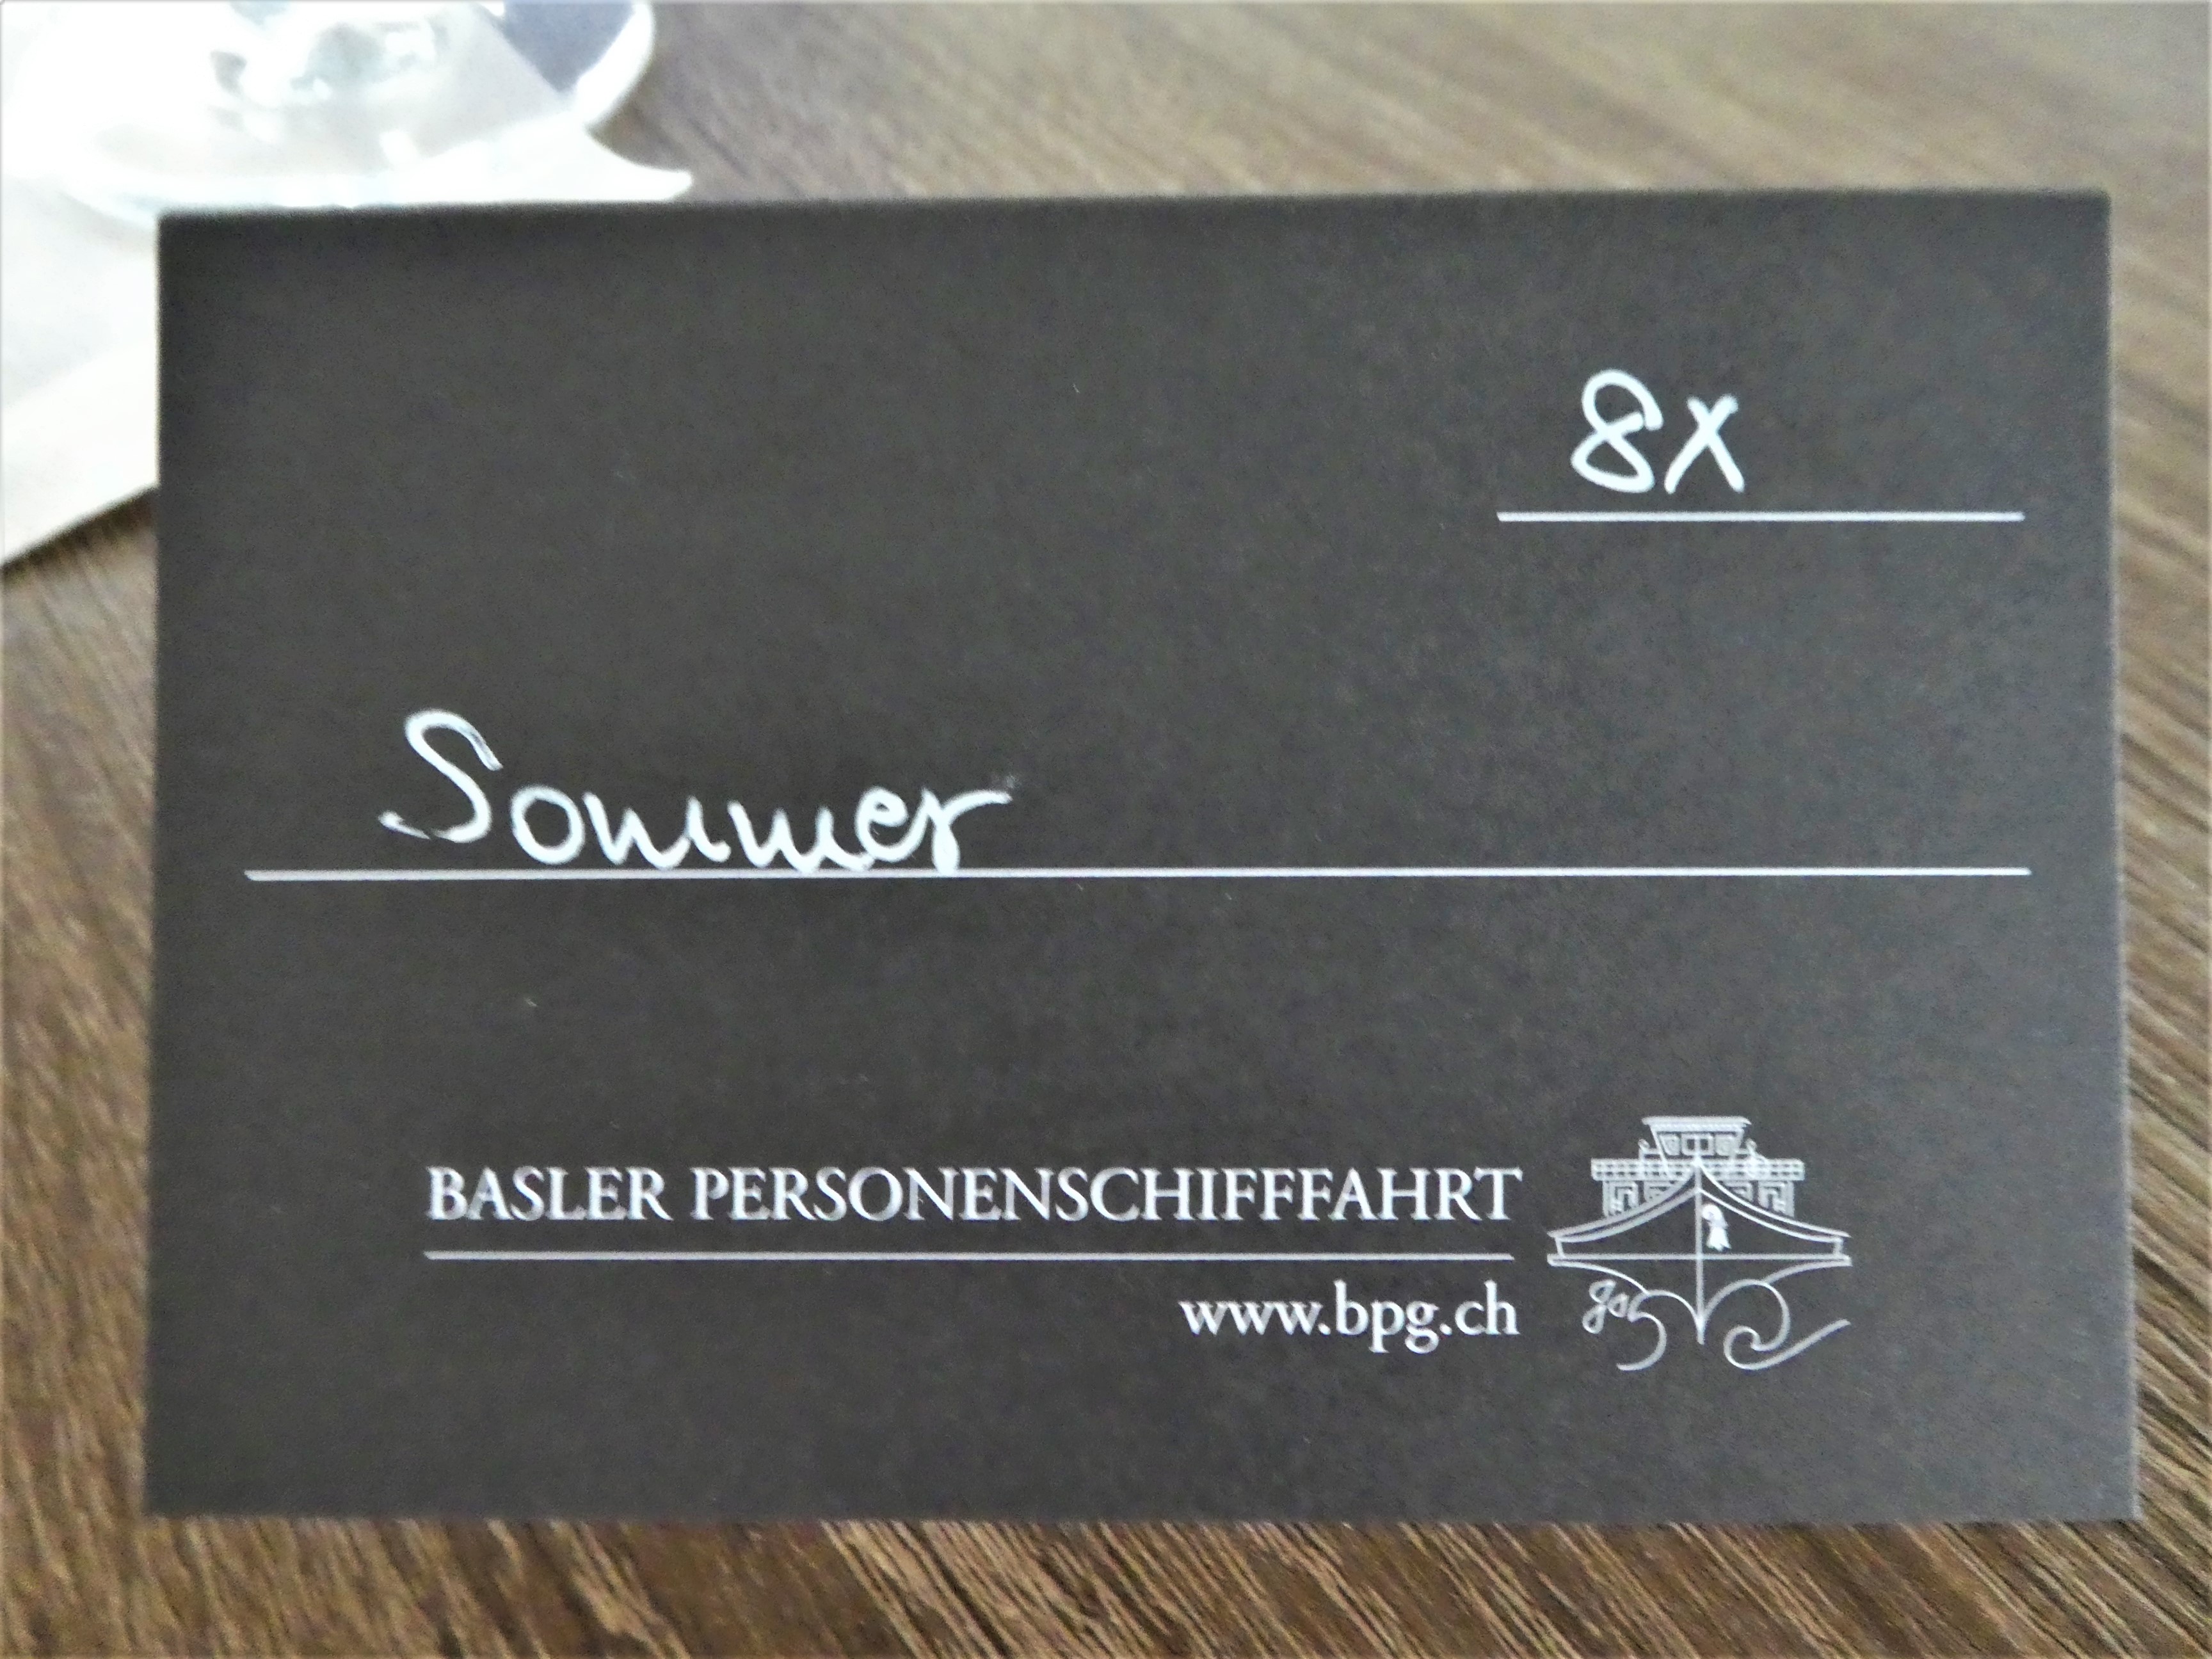 8x
Sommer
BASLER PERSONENSCHIFFFAHRT
www.bpg.ch